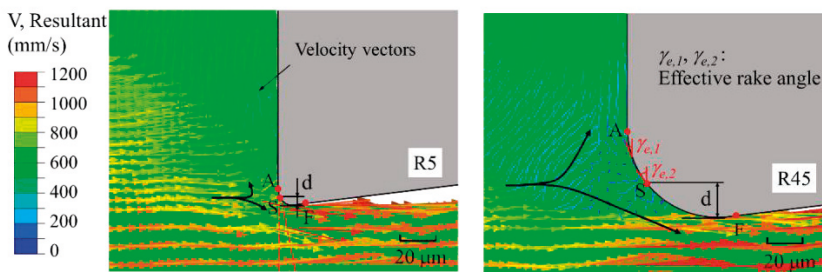 V, Resultant
(mm/s)
1200
1000
800
600
400
200
0
Velocity vectors
R5
A
d
S
F
20 μm
γe,1, γe,2:
Effective rake angle
R45
A
γe,1
γe,2
S
d
F
20 μm